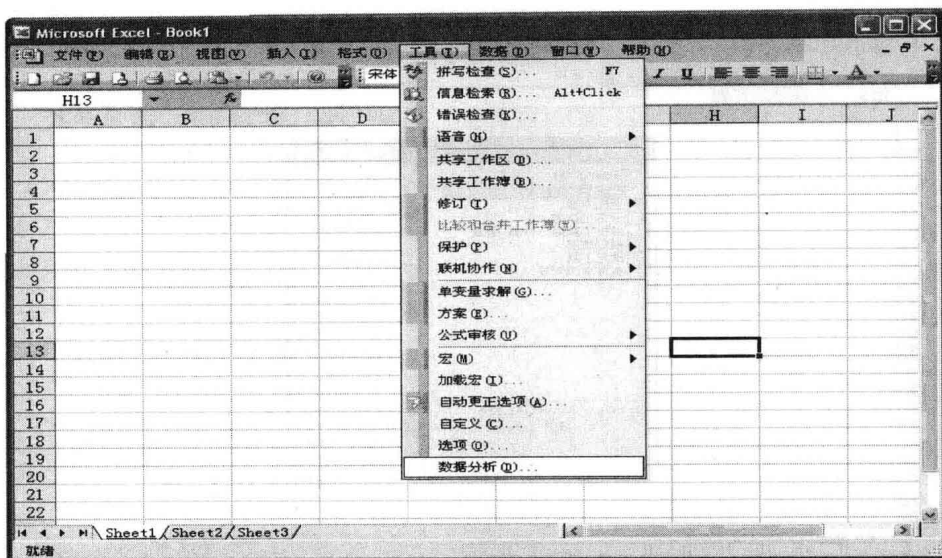 Microsoft Excel - Book1
文件(F) 编辑(E) 视图(V) 插入(I) 格式(O) 工具(T) 数据(D) 窗口(W) 帮助(H)
宋体
H13 fx
A B C D H I J
拼写检查(S)... F7
信息检索(R)... Alt+Click
错误检查(K)...
语音(H)
共享工作区(D)...
共享工作簿(B)...
修订(T)
比较和合并工作簿(W)...
保护(P)
联机协作(N)
单变量求解(G)...
方案(E)...
公式审核(U)
宏(M)
加载宏(I)...
自动更正选项(A)...
自定义(C)...
选项(O)...
数据分析(D)...
1
2
3
4
5
6
7
8
9
10
11
12
13
14
15
16
17
18
19
20
21
22
Sheet1 Sheet2 Sheet3
就绪